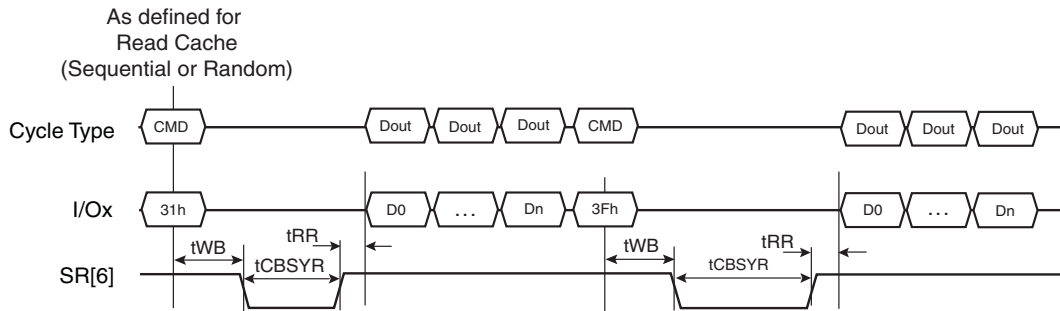 As defined for
Read Cache
(Sequential or Random)
Cycle Type CMD Dout Dout Dout CMD Dout Dout Dout
I/Ox 31h D0 ... Dn 3Fh D0 ... Dn
tWB tRR tWB tRR
SR[6] tCBSYR tCBSYR